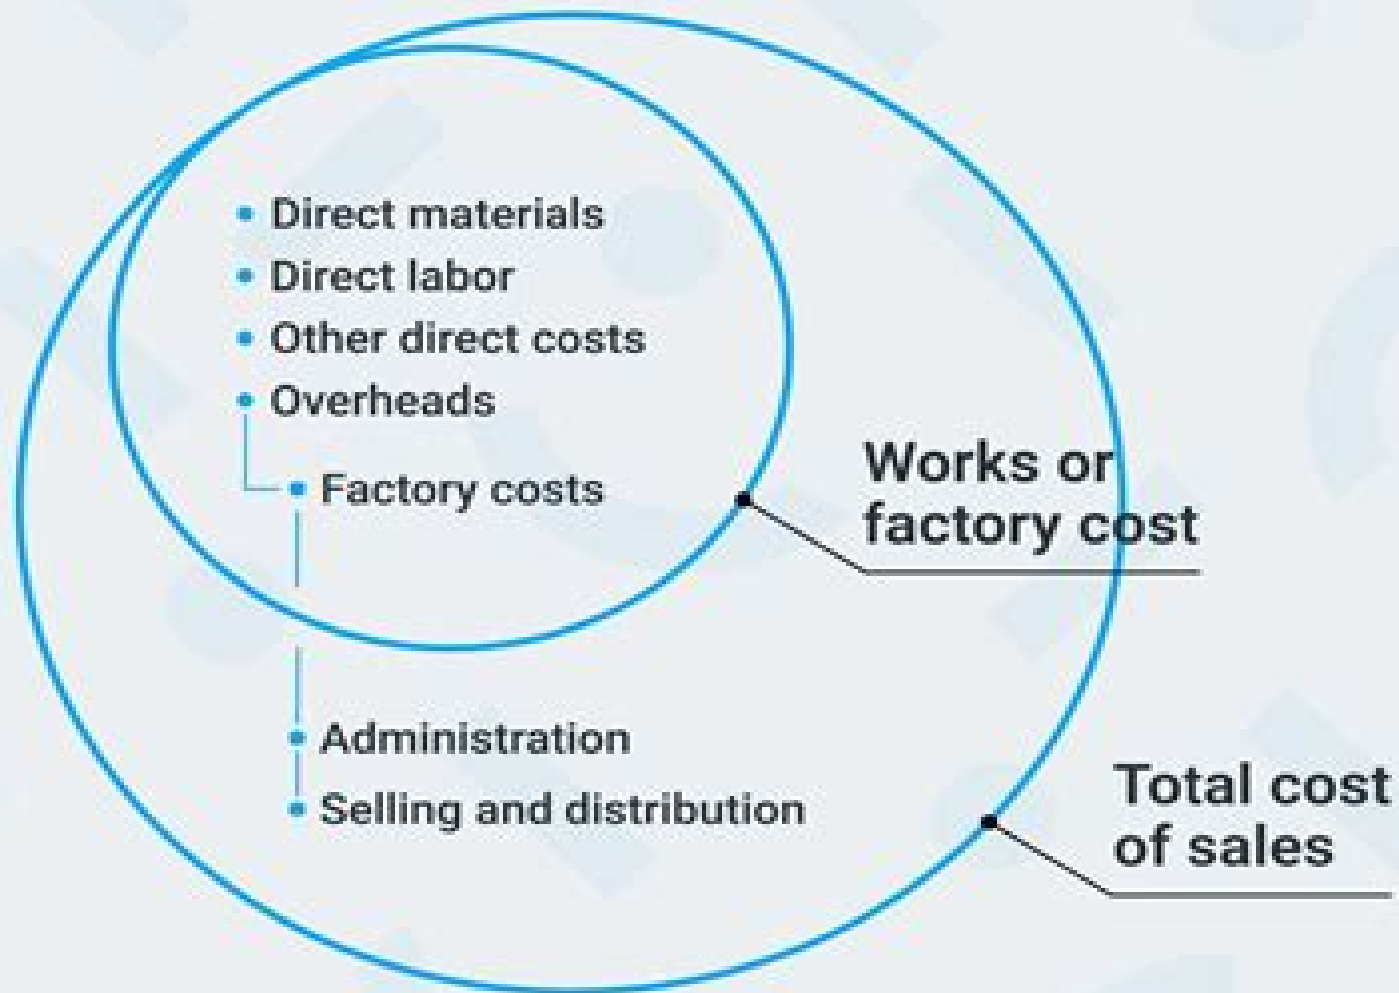 Direct materials
Direct labor
Other direct costs
Overheads
Factory costs
Works or
factory cost
Administration
Selling and distribution
Total cost
of sales